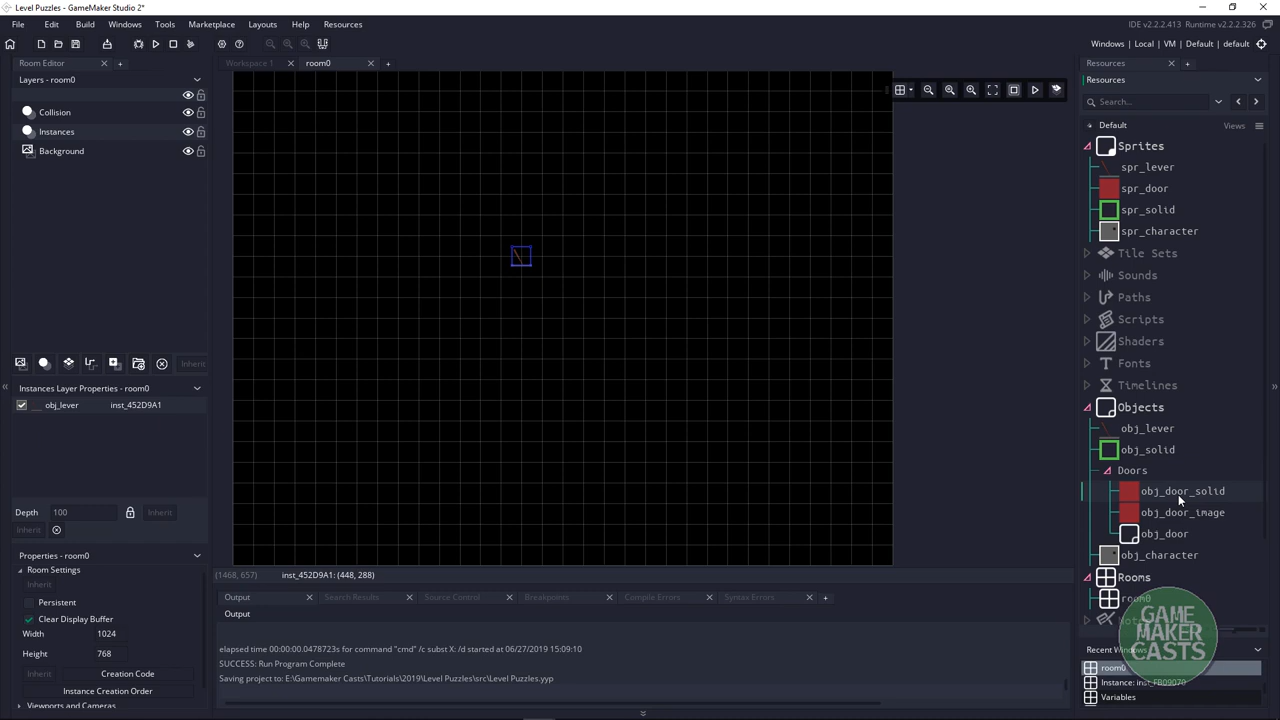 Level Puzzles - GameMaker Studio 2*
File Edit Build Windows Tools Marketplace Layouts Help Resources
IDE v2.2.2.413 Runtime v2.2.2.326
Windows | Local | VM | Default | default
Room Editor
Workspace 1
room0
Resources
Layers - room0
Resources
Search...
Default
Views
Collision
Instances
Background
Sprites
spr_lever
spr_door
spr_solid
spr_character
Tile Sets
Sounds
Paths
Scripts
Shaders
Fonts
Timelines
Objects
obj_lever
obj_solid
Doors
obj_door_solid
obj_door_image
obj_door
obj_character
Rooms
room0
Inherit
Instances Layer Properties - room0
obj_lever inst_452D9A1
Depth 100 Inherit
Inherit
Properties - room0
Room Settings
Inherit
Persistent
Clear Display Buffer
Width 1024
Height 768
Inherit Creation Code
Instance Creation Order
Viewports and Cameras
(1468, 657) inst_452D9A1: (448, 288)
Output Search Results Source Control Breakpoints Compile Errors Syntax Errors
Output
elapsed time 00:00:00.0478723s for command "cmd" /c subst X: /d started at 06/27/2019 15:09:10
SUCCESS: Run Program Complete
Saving project to: E:\Gamemaker Casts\Tutorials\2019\Level Puzzles\src\Level Puzzles.yyp
GAME
MAKER
CASTS
Recent Windows
room0
Instance: inst_FB09070
Variables